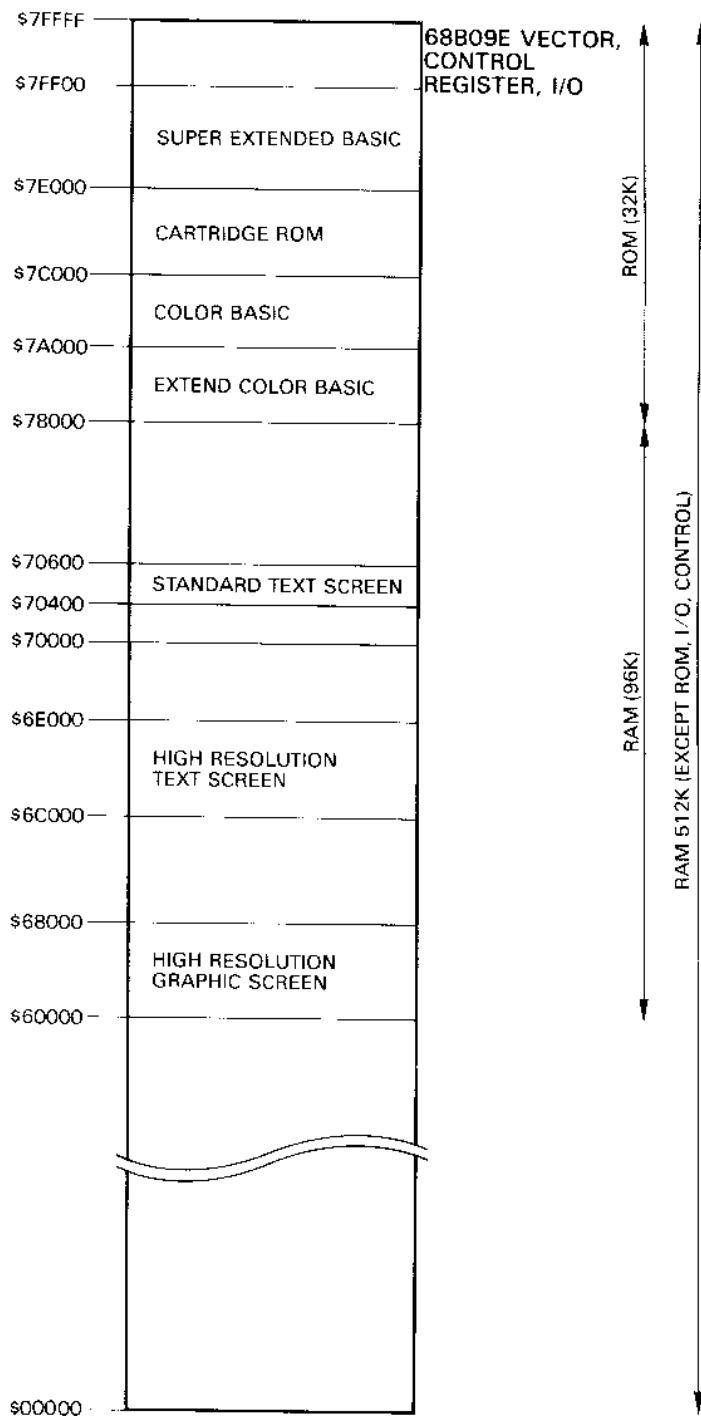 $7FFFF
68B09E VECTOR,
CONTROL
REGISTER, I/O
$7FF00
SUPER EXTENDED BASIC
$7E000
CARTRIDGE ROM
$7C000
COLOR BASIC
$7A000
EXTEND COLOR BASIC
$78000
$70600
STANDARD TEXT SCREEN
$70400
$70000
$6E000
HIGH RESOLUTION
TEXT SCREEN
$6C000
$68000
HIGH RESOLUTION
GRAPHIC SCREEN
$60000
$00000
ROM (32K)
RAM (96K)
RAM 512K (EXCEPT ROM, I/O, CONTROL)